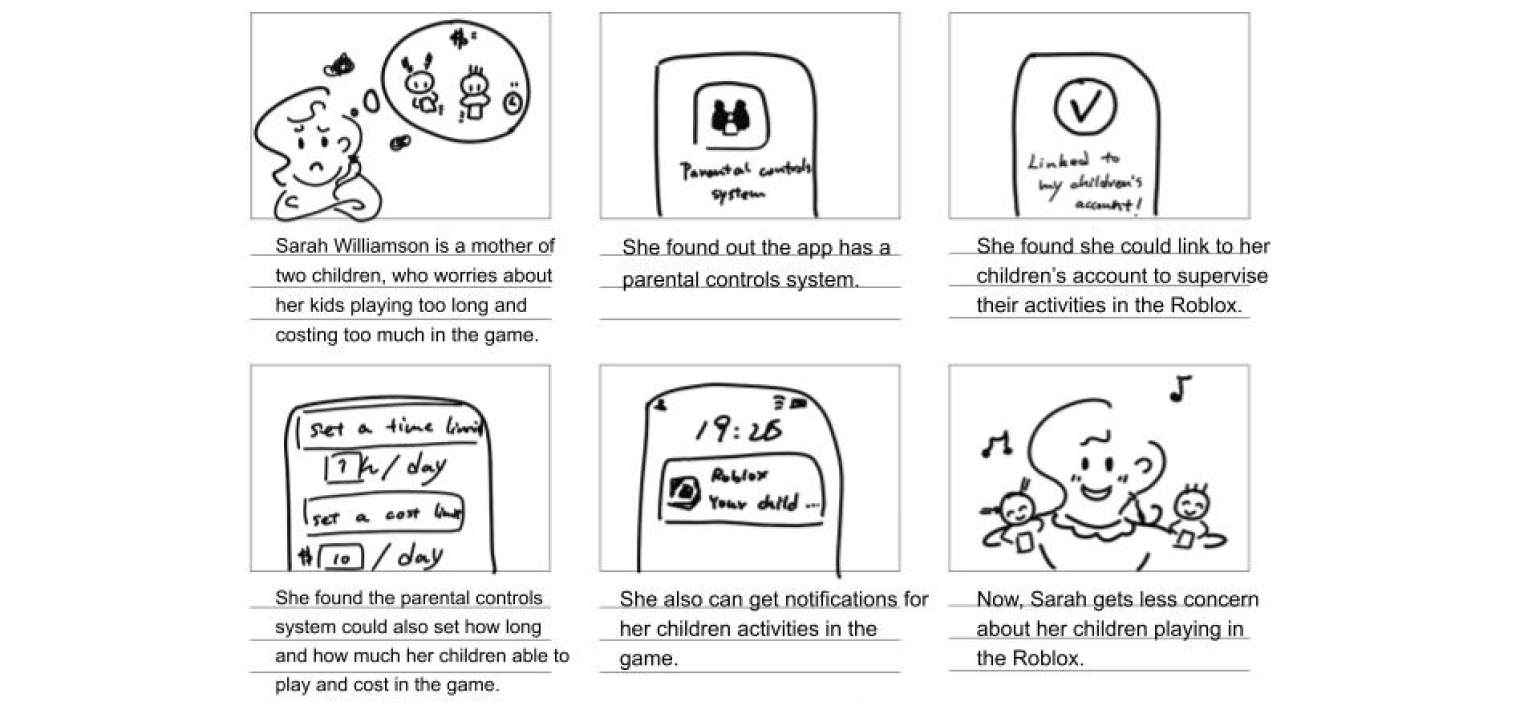 $
Parental controls
system
Linked to
my children's
account!
Sarah Williamson is a mother of
two children, who worries about
her kids playing too long and
costing too much in the game.
She found out the app has a
parental controls system.
She found she could link to her
children's account to supervise
their activities in the Roblox.
set a time limit
1 h / day
set a cost limit
$ 10 / day
19:26
Roblox
Your child ...
She found the parental controls
system could also set how long
and how much her children able to
play and cost in the game.
She also can get notifications for
her children activities in the
game.
Now, Sarah gets less concern
about her children playing in
the Roblox.